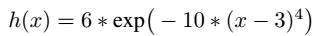 h(x) = 6 ∗ exp(− 10 ∗ (x − 3)⁴)